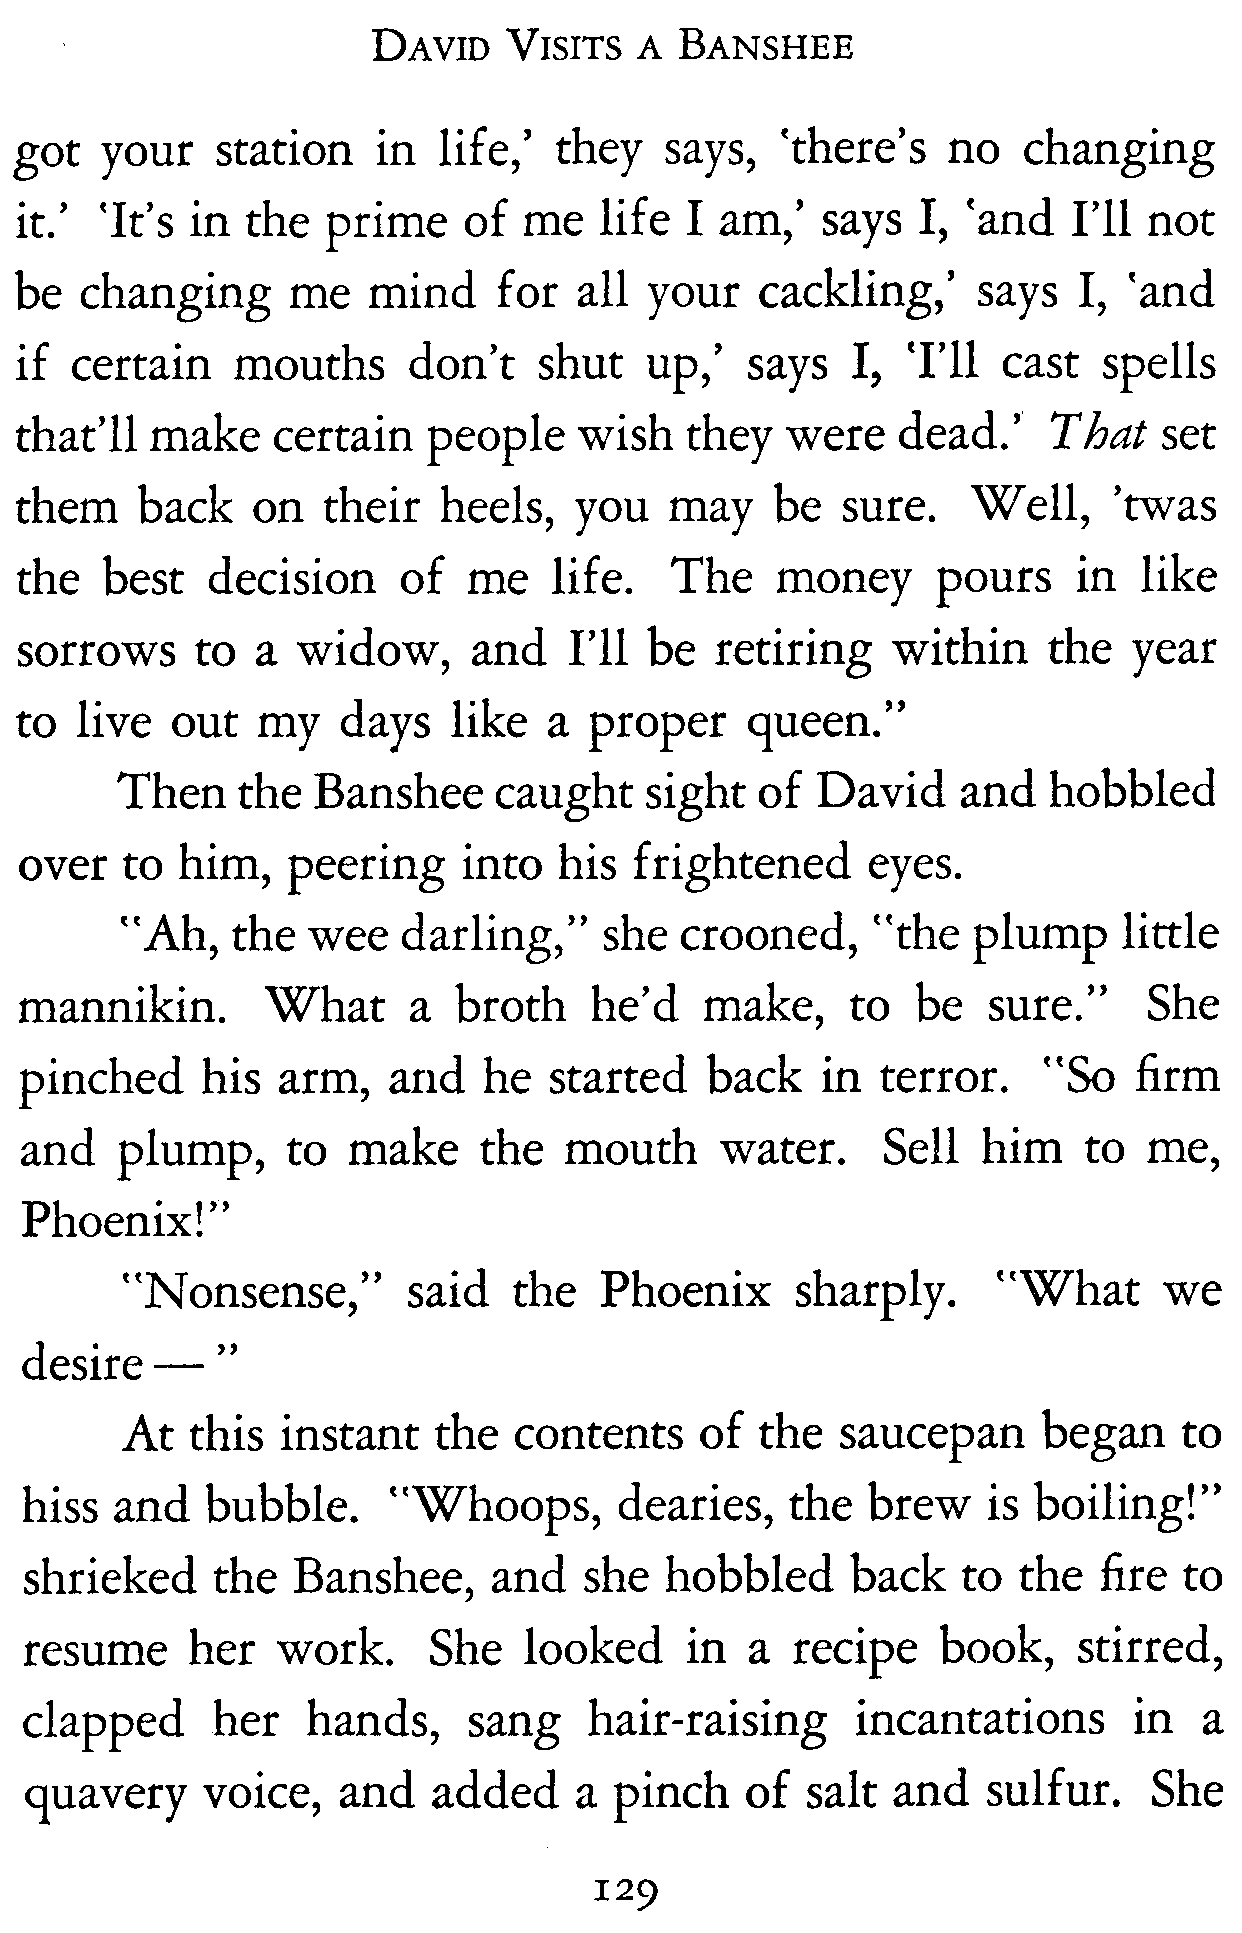 DAVID VISITS A BANSHEE
got your station in life,’ they says, ‘there’s no changing
it.’ ‘It’s in the prime of me life I am,’ says I, ‘and I’ll not
be changing me mind for all your cackling,’ says I, ‘and
if certain mouths don’t shut up,’ says I, ‘I’ll cast spells
that’ll make certain people wish they were dead.’ That set
them back on their heels, you may be sure. Well, ’twas
the best decision of me life. The money pours in like
sorrows to a widow, and I’ll be retiring within the year
to live out my days like a proper queen.”
Then the Banshee caught sight of David and hobbled
over to him, peering into his frightened eyes.
“Ah, the wee darling,” she crooned, “the plump little
mannikin. What a broth he’d make, to be sure.” She
pinched his arm, and he started back in terror. “So firm
and plump, to make the mouth water. Sell him to me,
Phoenix!”
“Nonsense,” said the Phoenix sharply. “What we
desire — ”
At this instant the contents of the saucepan began to
hiss and bubble. “Whoops, dearies, the brew is boiling!”
shrieked the Banshee, and she hobbled back to the fire to
resume her work. She looked in a recipe book, stirred,
clapped her hands, sang hair-raising incantations in a
quavery voice, and added a pinch of salt and sulfur. She
129